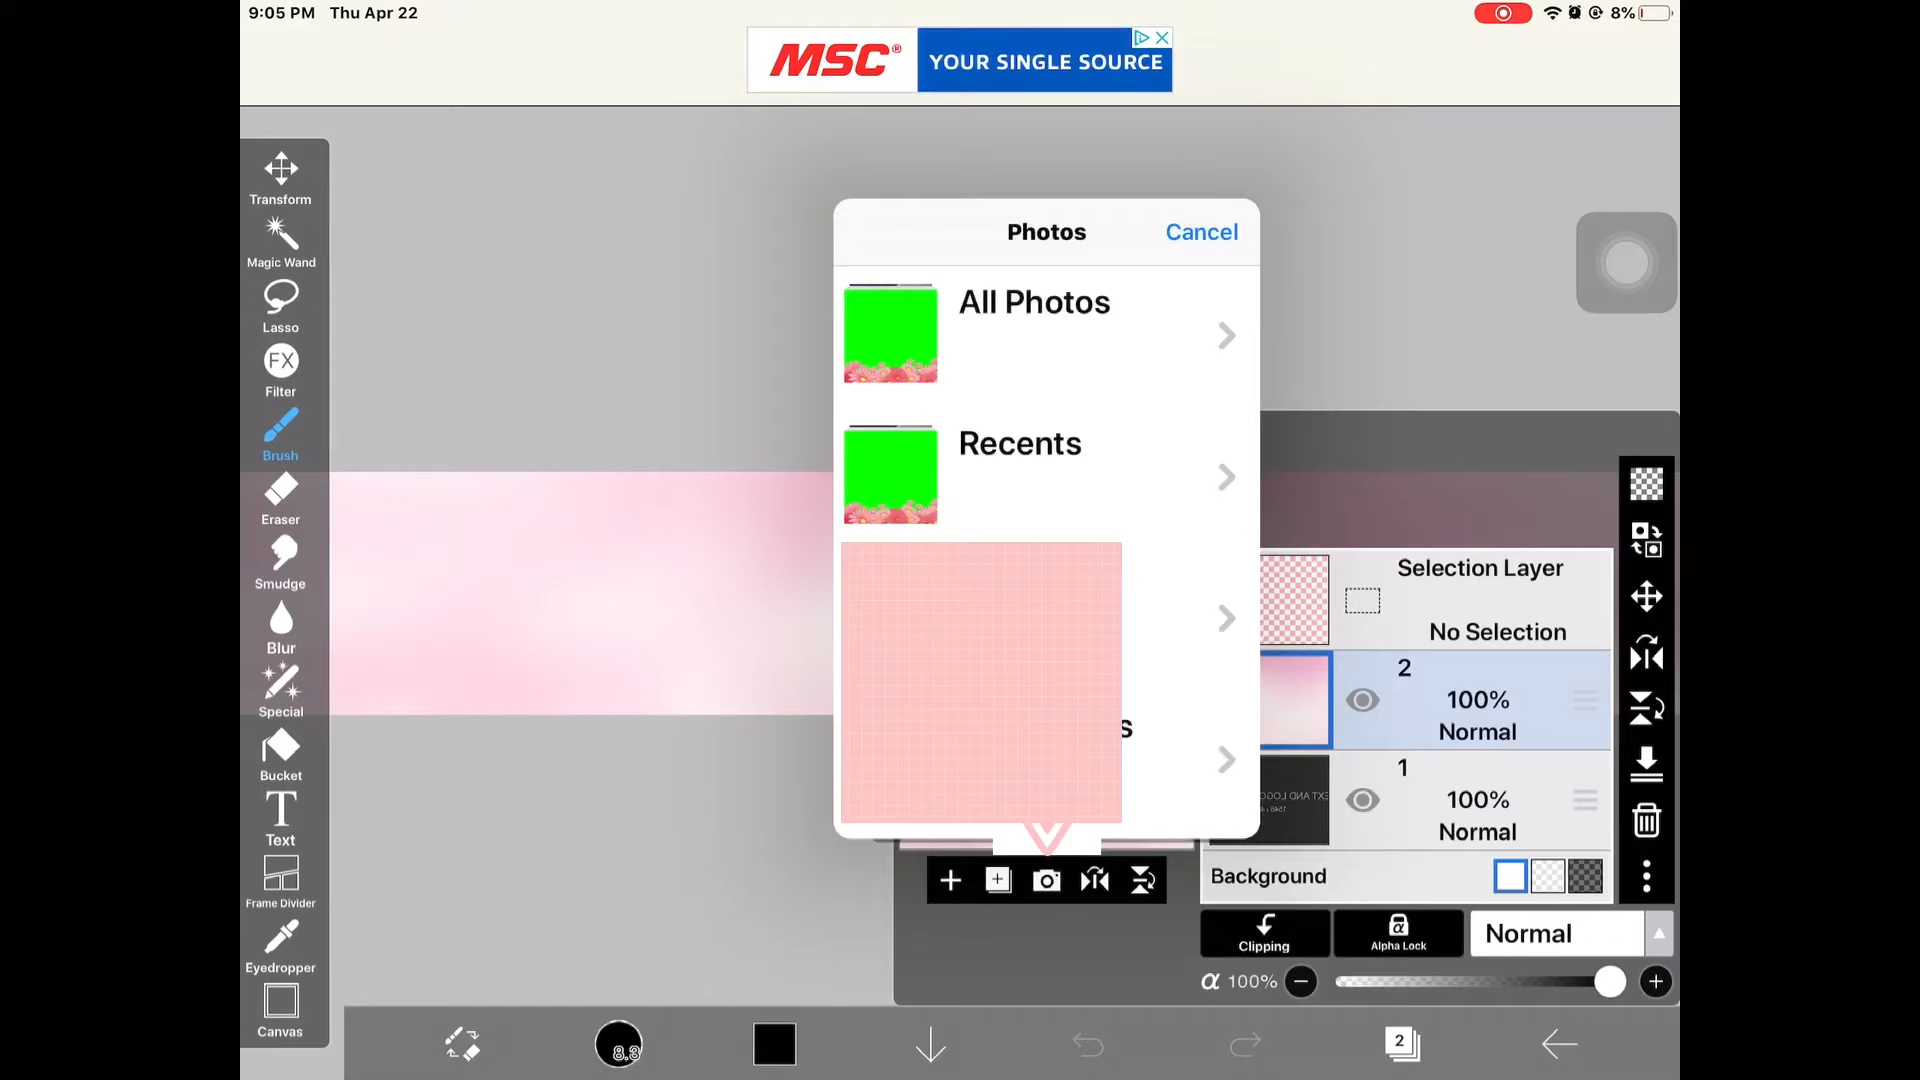 9:05 PM Thu Apr 22
8%
MSC®
YOUR SINGLE SOURCE
Transform
Magic Wand
Lasso
FX
Filter
Brush
Eraser
Smudge
Blur
Special
Bucket
T
Text
Frame Divider
Eyedropper
Canvas
Photos
Cancel
All Photos
Recents
s
Selection Layer
No Selection
2
100%
Normal
1
100%
Normal
Background
Clipping
α
Alpha Lock
Normal
α 100%
8.3
2